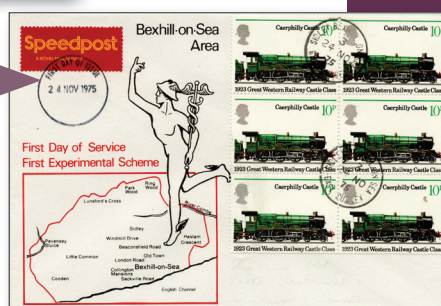 Speedpost
A ROYAL
FIRST DAY OF ISSUE
24 NOV 1975
Bexhill-on-Sea
Area
First Day of Service
First Experimental Scheme
Ring
Wood
Park
Wood
Lunsford's Cross
Sidley
Pevensey
Sluice
Windmill Drive
Haslam
Crescent
Beaconsfield Road
Little Common
Old Town
London Road
Collington
Mansions
Bexhill-on-Sea
Sackville Road
Cooden
English Channel
Caerphilly Castle 10P
1923 Great Western Railway Castle Class
10P
1923 Great Western Railway Castle Class
Caerphilly Castle 10P
1923 Great Western Railway Castle Class
Caerphilly Castle 10P
1923 Great Western Railway Castle Class
Caerphilly Castle 10P
1923 Great Western Railway Castle Class
Caerphilly Castle 10P
1923 Great Western Railway Castle Class